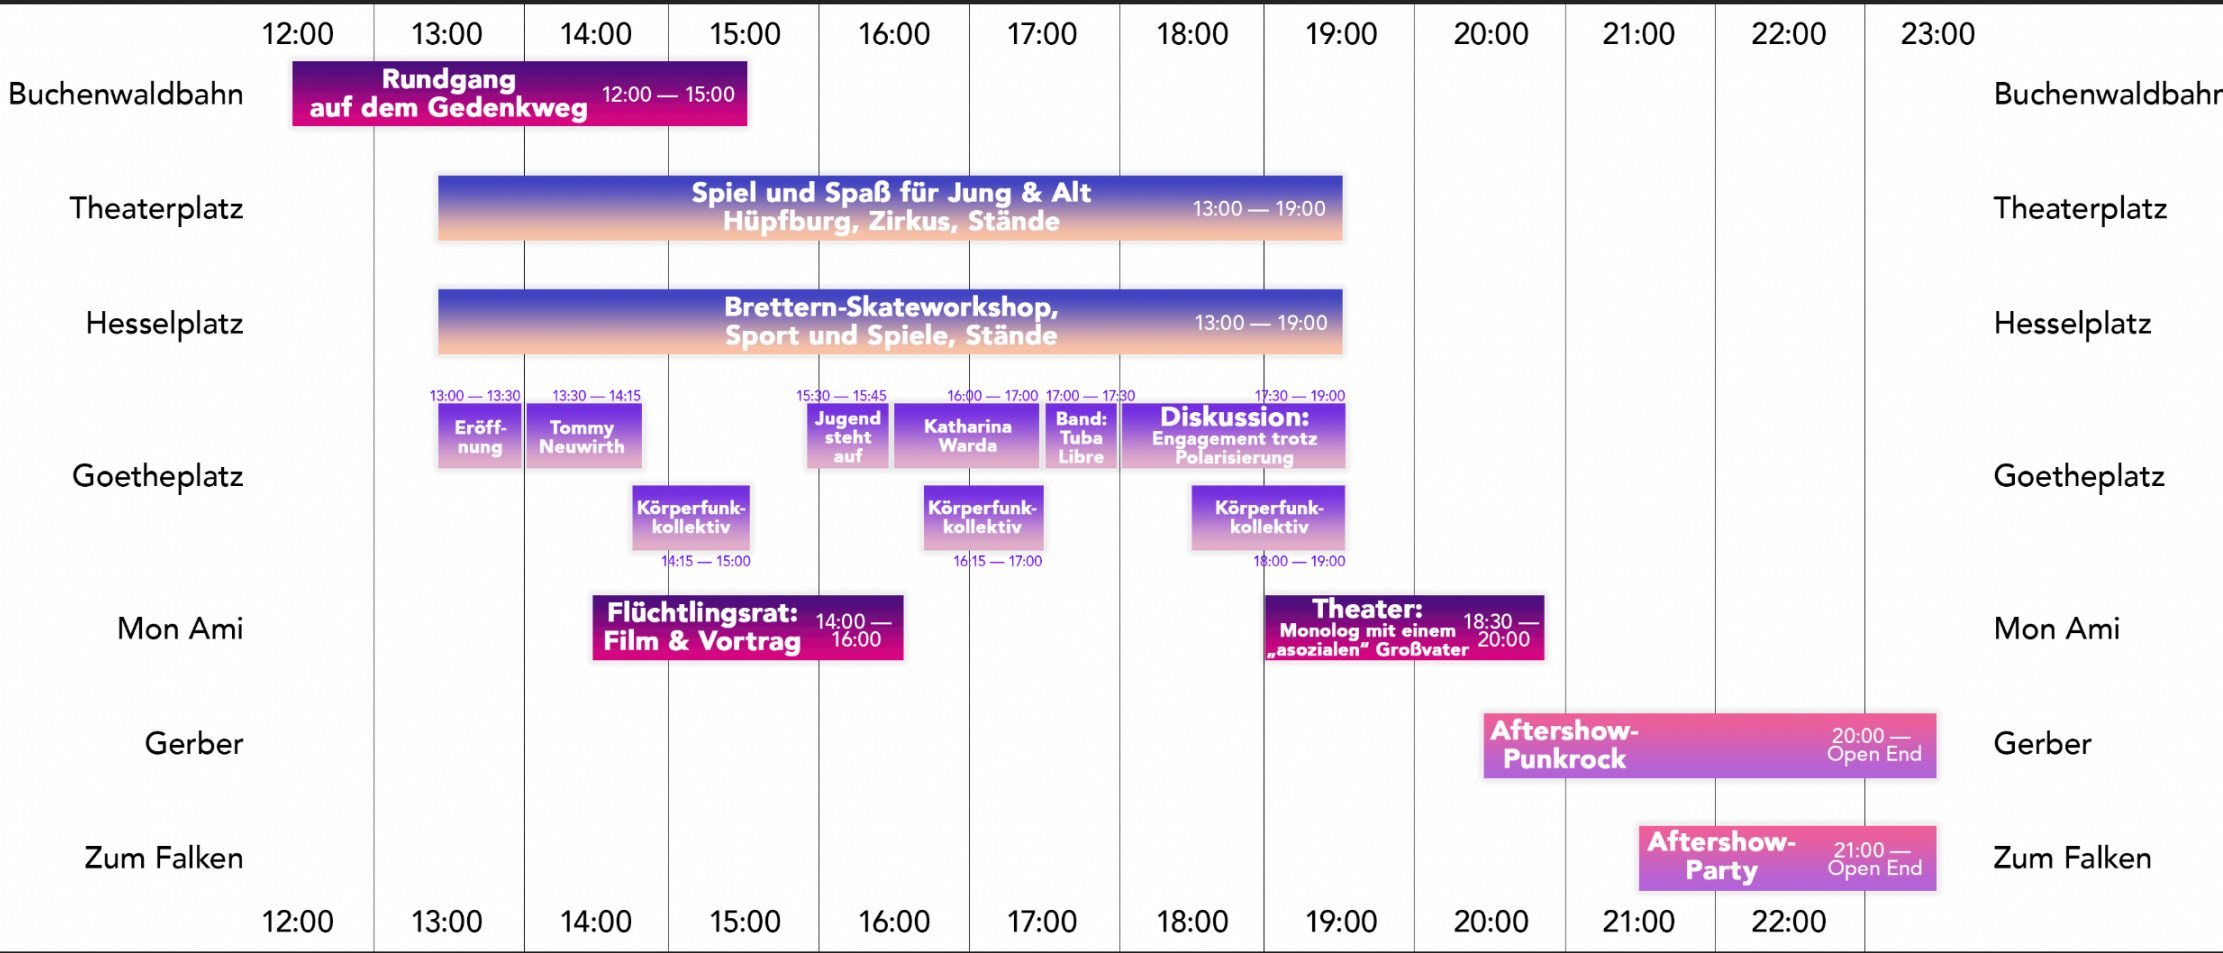 12:00 13:00 14:00 15:00 16:00 17:00 18:00 19:00 20:00 21:00 22:00 23:00
Buchenwaldbahn
Rundgang
auf dem Gedenkweg
12:00 — 15:00
Buchenwaldbahn
Theaterplatz
Spiel und Spaß für Jung & Alt
Hüpfburg, Zirkus, Stände
13:00 — 19:00
Theaterplatz
Hesselplatz
Brettern-Skateworkshop,
Sport und Spiele, Stände
13:00 — 19:00
Hesselplatz
Goetheplatz
13:00 — 13:30
Eröff-
nung
13:30 — 14:15
Tommy
Neuwirth
15:30 — 15:45
Jugend
steht
auf
16:00 — 17:00
Katharina
Warda
17:00 — 17:30
Band:
Tuba
Libre
17:30 — 19:00
Diskussion:
Engagement trotz
Polarisierung
Körperfunk-
kollektiv
14:15 — 15:00
Körperfunk-
kollektiv
16:15 — 17:00
Körperfunk-
kollektiv
18:00 — 19:00
Goetheplatz
Mon Ami
Flüchtlingsrat:
Film & Vortrag
14:00 —
16:00
Theater:
Monolog mit einem
„asozialen“ Großvater
18:30 —
20:00
Mon Ami
Gerber
Aftershow-
Punkrock
20:00 —
Open End
Gerber
Zum Falken
Aftershow-
Party
21:00 —
Open End
Zum Falken
12:00 13:00 14:00 15:00 16:00 17:00 18:00 19:00 20:00 21:00 22:00